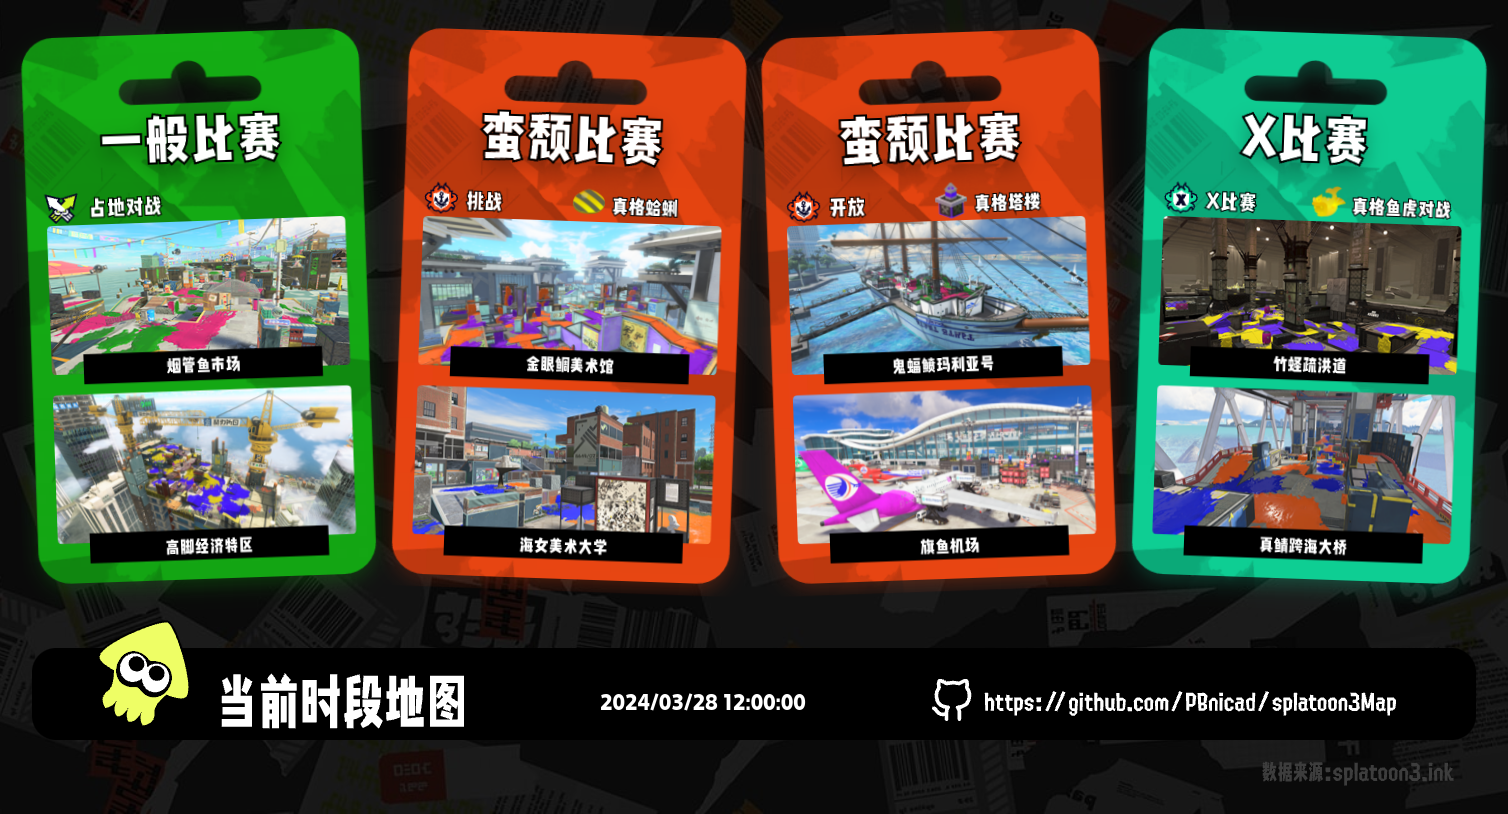 一般比赛
占地对战
烟管鱼市场
高脚经济特区
蛮颓比赛
挑战
真格蛤蜊
金眼鲷美术馆
海女美术大学
蛮颓比赛
开放
真格塔楼
鬼蝠鲼玛利亚号
旗鱼机场
X比赛
X比赛
真格鱼虎对战
竹蛏疏洪道
真鲭跨海大桥
当前时段地图
2024/03/28 12:00:00
https://github.com/PBnicad/splatoon3Map
数据来源:splatoon3.ink